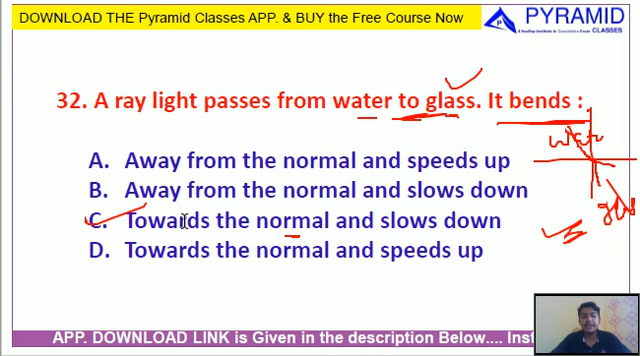 DOWNLOAD THE Pyramid Classes APP. & BUY the Free Course Now
PYRAMID
CLASSES
32. A ray light passes from water to glass. It bends :
water
A. Away from the normal and speeds up
B. Away from the normal and slows down
C. Towards the normal and slows down
D. Towards the normal and speeds up
APP. DOWNLOAD LINK is Given in the description Below.... Inst